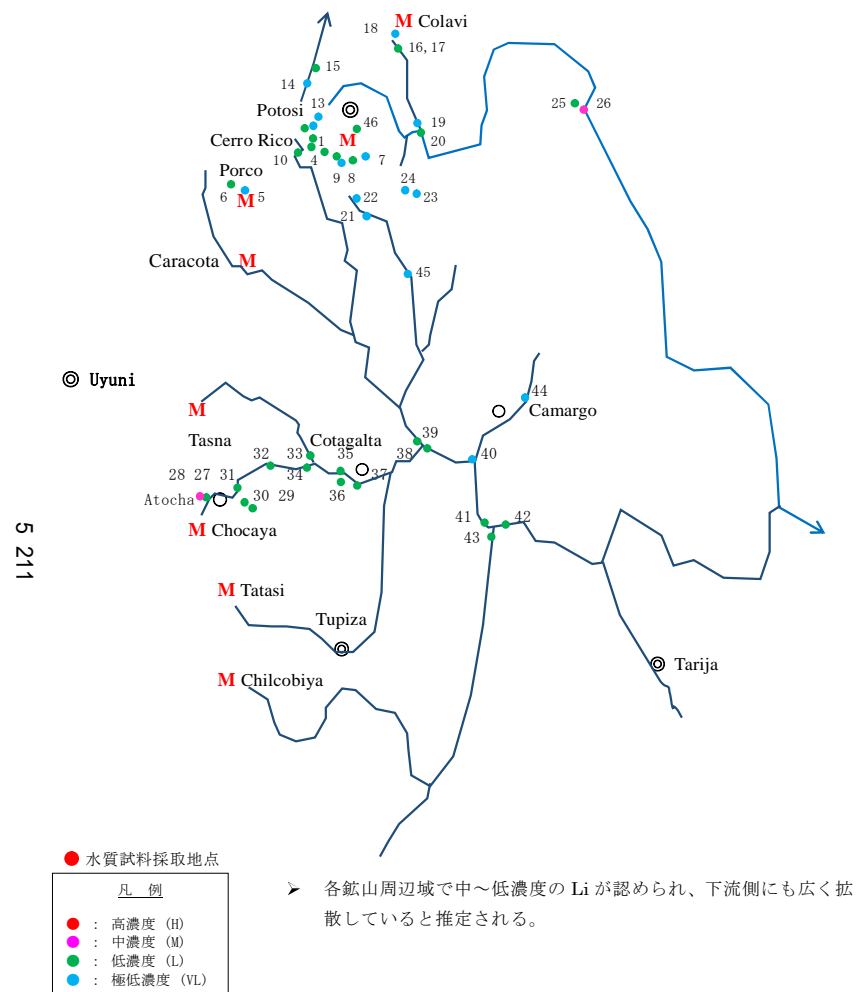 18 M Colavi
16,17
15
14
Potosi
13
46
19
20
25 26
Cerro Rico
1
M
10 4
9 8 7
Porco
6 5
M
24
23
22
21
Caracota M
45
Uyuni
M
44
Camargo
Tasna
Cotagalta
39
38
40
32 33 35
28 27 31
34
37
36
Atocha
30 29
M Chocaya
41 42
43
5 211
M Tatasi
Tupiza
Tarija
M Chilcobiya
水質試料採取地点
凡 例
: 高濃度 (H)
: 中濃度 (M)
: 低濃度 (L)
: 極低濃度 (VL)
➢ 各鉱山周辺域で中~低濃度の Li が認められ、下流側にも広く拡
散していると推定される。